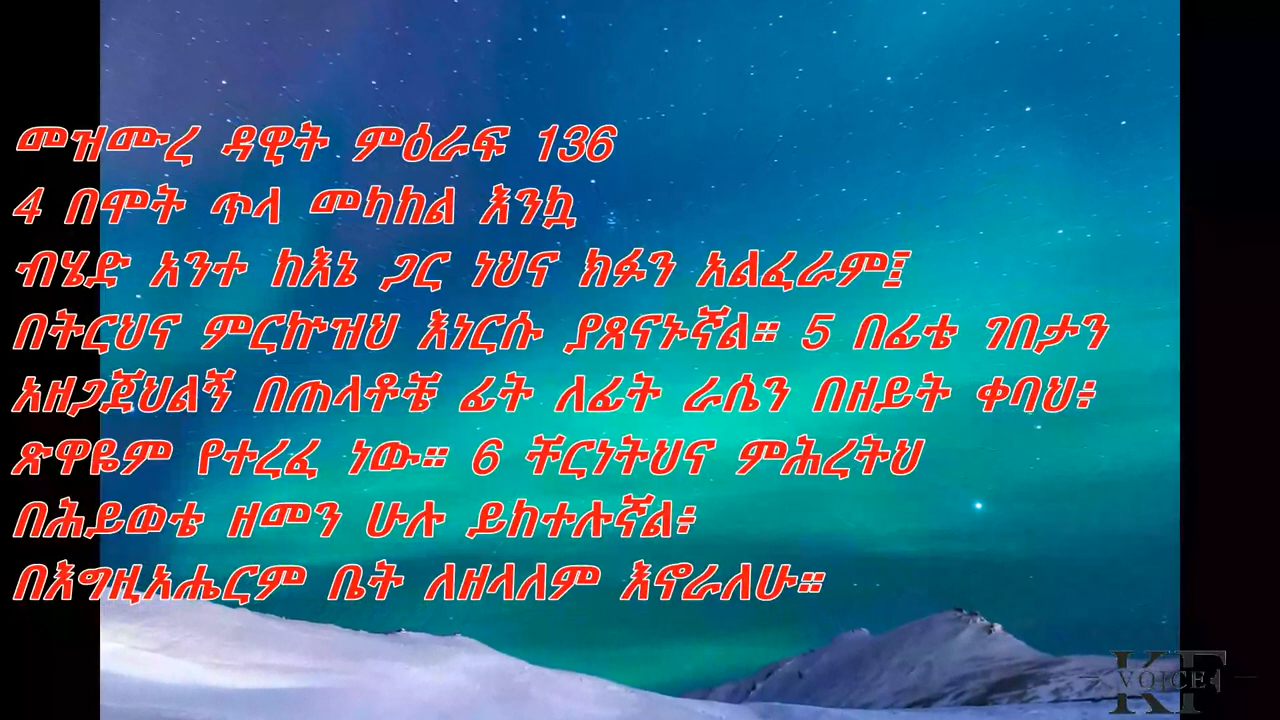 መዝሙረ ዳዊት ምዕራፍ 136
4 በሞት ጥላ መካከል እንኳ
ብሄድ አንተ ከእኔ ጋር ነህና ክፉን አልፈራም፤
በትርህና ምርኵዝህ እነርሱ ያጸናኑኛል። 5 በፊቴ ገበታን
አዘጋጀህልኝ በጠላቶቼ ፊት ለፊት ራሴን በዘይት ቀባህ፥
ጽዋዬም የተረፈ ነው። 6 ቸርነትህና ምሕረትህ
በሕይወቴ ዘመን ሁሉ ይከተሉኛል፥
በእግዚአሔርም ቤት ለዘላለም እኖራለሁ።
KF
VOICE